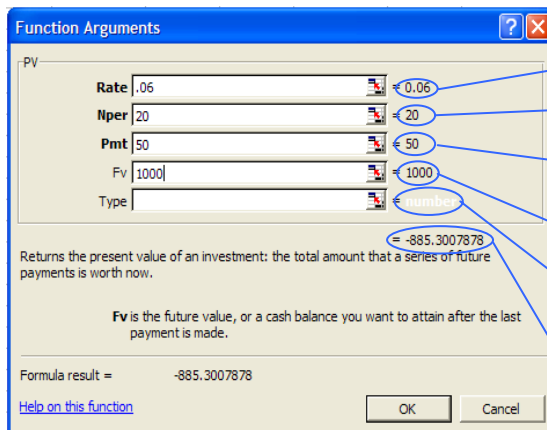 Function Arguments
PV
Rate .06 = 0.06
Nper 20 = 20
Pmt 50 = 50
Fv 1000 = 1000
Type = number
= -885.3007878
Returns the present value of an investment: the total amount that a series of future
payments is worth now.
Fv is the future value, or a cash balance you want to attain after the last
payment is made.
Formula result = -885.3007878
Help on this function OK Cancel